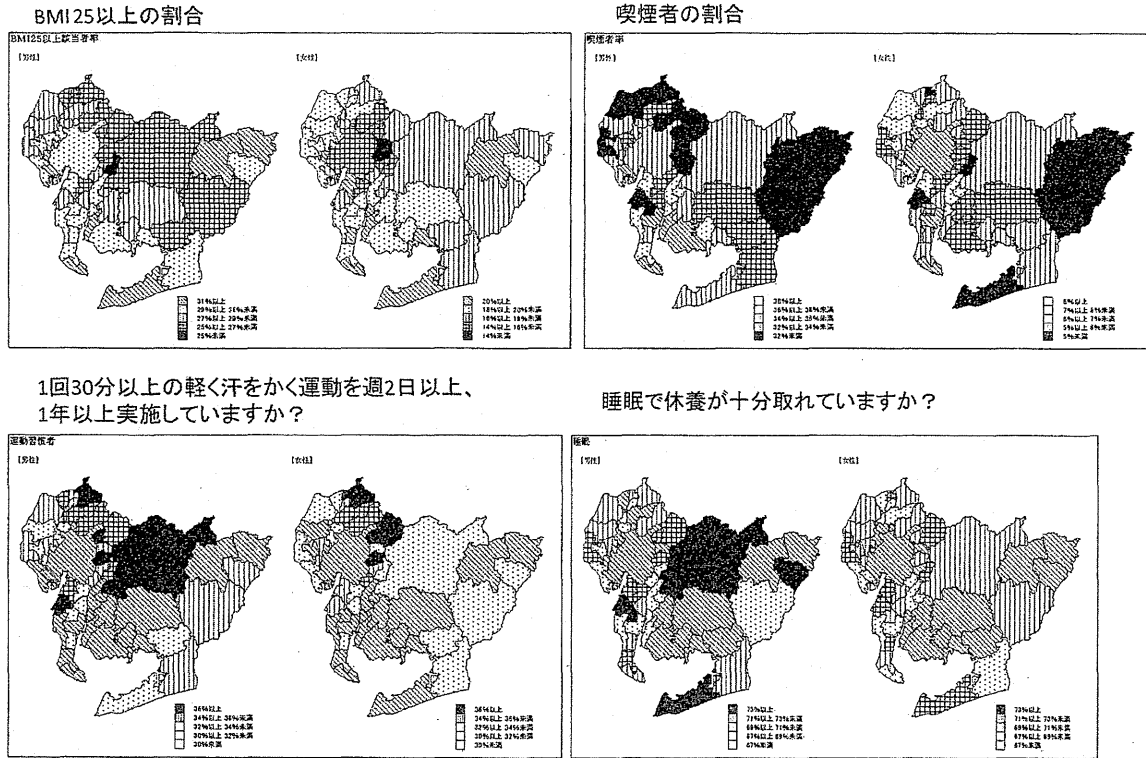 BMI25以上の割合
BMI25以上該当者率
[男性]
[女性]
31%以上
29%以上 31%未満
27%以上 29%未満
25%以上 27%未満
25%未満
20%以上
18%以上 20%未満
16%以上 18%未満
14%以上 16%未満
14%未満
喫煙者の割合
喫煙者率
[男性]
[女性]
38%以上
36%以上 38%未満
34%以上 36%未満
32%以上 34%未満
32%未満
8%以上
7%以上 8%未満
6%以上 7%未満
5%以上 6%未満
5%未満
1回30分以上の軽く汗をかく運動を週2日以上、
1年以上実施していますか？
運動習慣者
[男性]
[女性]
36%以上
34%以上 36%未満
32%以上 34%未満
30%以上 32%未満
30%未満
36%以上
34%以上 36%未満
32%以上 34%未満
30%以上 32%未満
30%未満
睡眠で休養が十分取れていますか？
睡眠
[男性]
[女性]
73%以上
71%以上 73%未満
69%以上 71%未満
67%以上 69%未満
67%未満
73%以上
71%以上 73%未満
69%以上 71%未満
67%以上 69%未満
67%未満